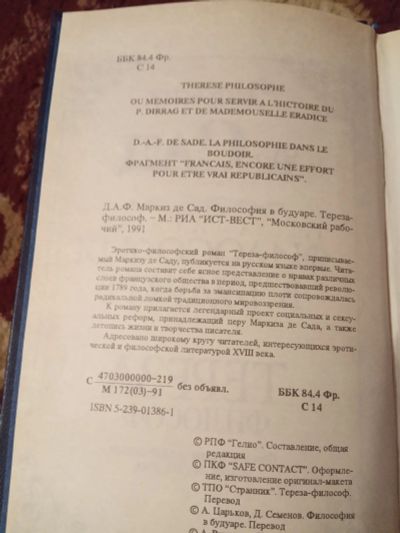 ББК 84.4 Фр.
С 14
THERESE PHILOSOPHE
OU MEMOIRES POUR SERVIR A L'HICTOIRE DU
P. DIRRAG ET DE MADEMOUSELLE ERADICE
D.-A.-F. DE SADE. LA PHILOSOPHIE DANS LE
BOUDOIR.
ФРАГМЕНТ "FRANCAIS, ENCORE UNE EFFORT
POUR ETRE VRAI REPUBLICAINS".
Д.А.Ф. Маркиз де Сад. Философия в будуаре. Тереза-
философ. – М.: РИА "ИСТ-ВЕСТ", "Московский рабо-
чий", 1991
Эротико-философский роман "Тереза-философ", приписывае-
мый Маркизу де Саду, публикуется на русском языке впервые. Чита-
тель романа составит себе ясное представление о нравах различных
слоев французского общества в период, предшествовавший револю-
ции 1789 года, когда борьба за эмансипацию плоти сопровождалась
радикальной ломкой традиционного мировоззрения.
К роману прилагается легендарный проект социальных и сексу-
альных реформ, принадлежащий перу Маркиза де Сада, а также
летопись жизни и творчества писателя.
Адресовано широкому кругу читателей, интересующихся эроти-
ческой и философской литературой XVIII века.
С 4703000000–219
М 172(03)–91 без объявл.
ББК 84.4 Фр.
С 14
ISBN 5-239-01386-1
© РПФ "Гелио". Составление, общая
редакция
© ПКФ "SAFE CONTACT". Оформле-
ние, изготовление оригинал-макета
© ТПО "Странник". Тереза-философ.
Перевод
© А. Царьков, Д. Семенов. Философия
в будуаре. Перевод